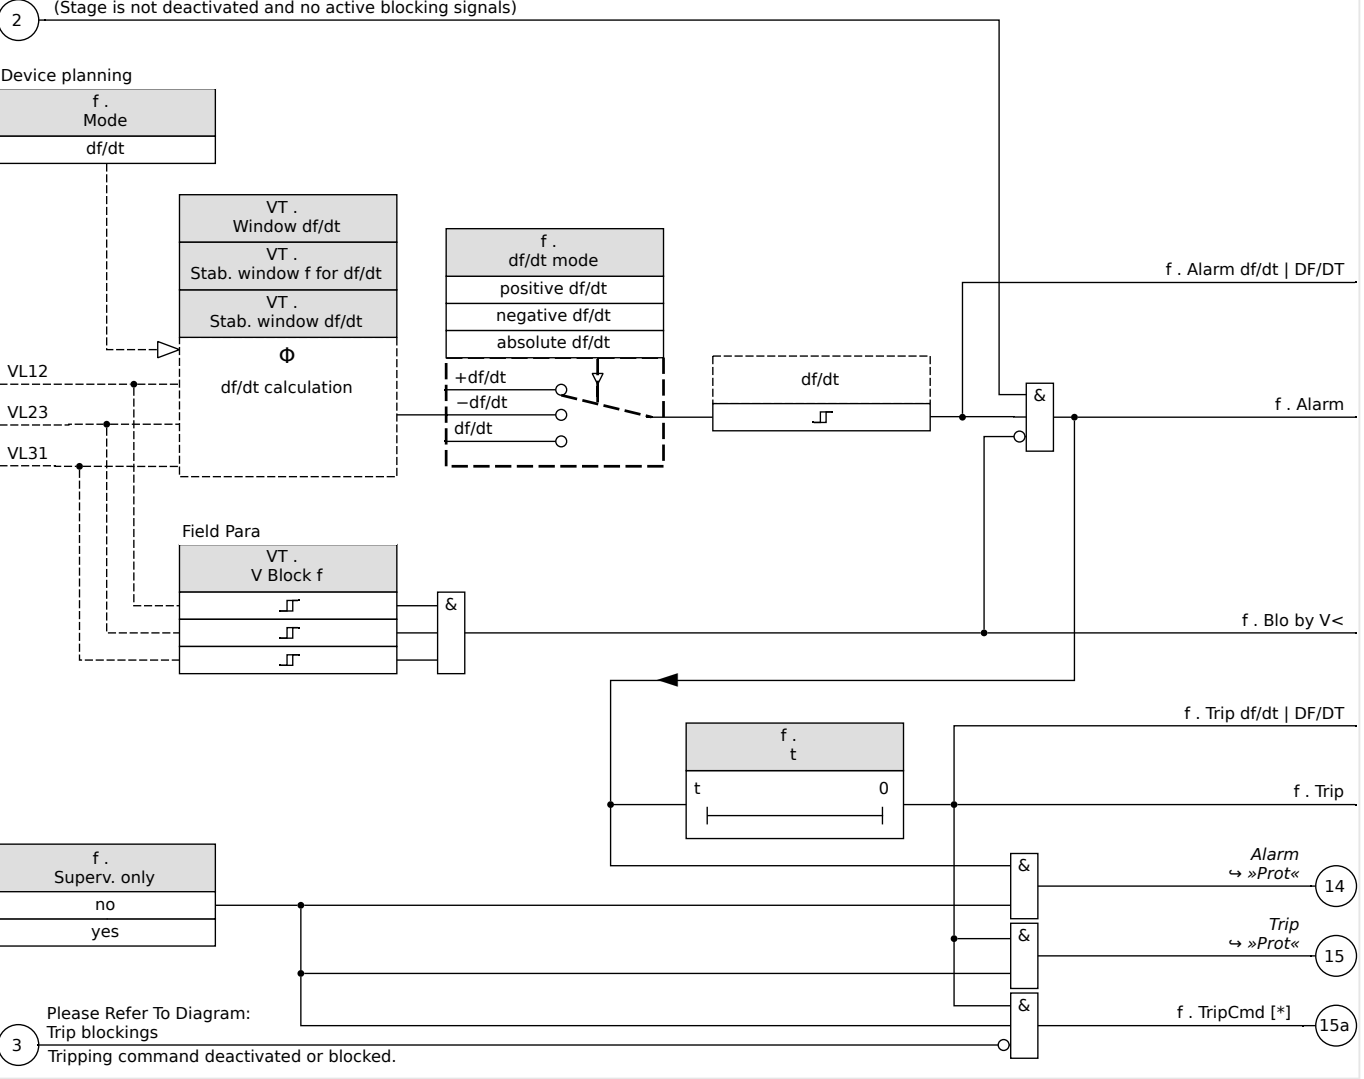 (Stage is not deactivated and no active blocking signals)
2
Device planning
f .
Mode
df/dt
VT .
Window df/dt
VT .
Stab. window f for df/dt
VT .
Stab. window df/dt
Φ
df/dt calculation
VL12
VL23
VL31
f .
df/dt mode
positive df/dt
negative df/dt
absolute df/dt
+df/dt
−df/dt
df/dt
df/dt
&
f . Alarm df/dt | DF/DT
f . Alarm
Field Para
VT .
V Block f
&
f . Blo by V<
f . Trip df/dt | DF/DT
f .
t
t 0
f . Trip
f .
Superv. only
no
yes
&
Alarm
↪ »Prot«
14
&
Trip
↪ »Prot«
15
&
f . TripCmd [*]
15a
Please Refer To Diagram:
Trip blockings
3
Tripping command deactivated or blocked.